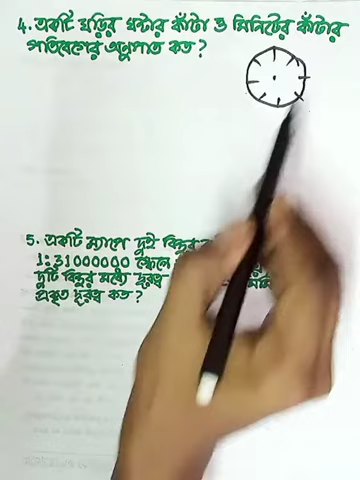 4. একটি ঘড়ির ঘন্টার কাঁটা ও মিনিটের কাঁটার
গতিবেগের অনুপাত কত?
5. একটি ম্যাপে দুই বিন্দুর
1:31000000 স্কেলে
দুটি বিন্দুর মধ্যে দূরত্ব
প্রকৃত দূরত্ব কত?